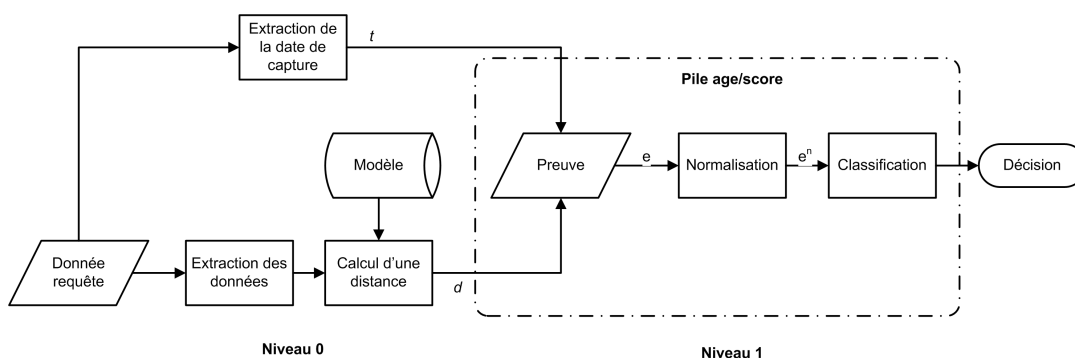 Extraction de
la date de
capture
t
Pile age/score
Modèle
Preuve
e
Normalisation
eⁿ
Classification
Décision
Donnée
requête
Extraction des
données
Calcul d'une
distance
d
Niveau 0
Niveau 1